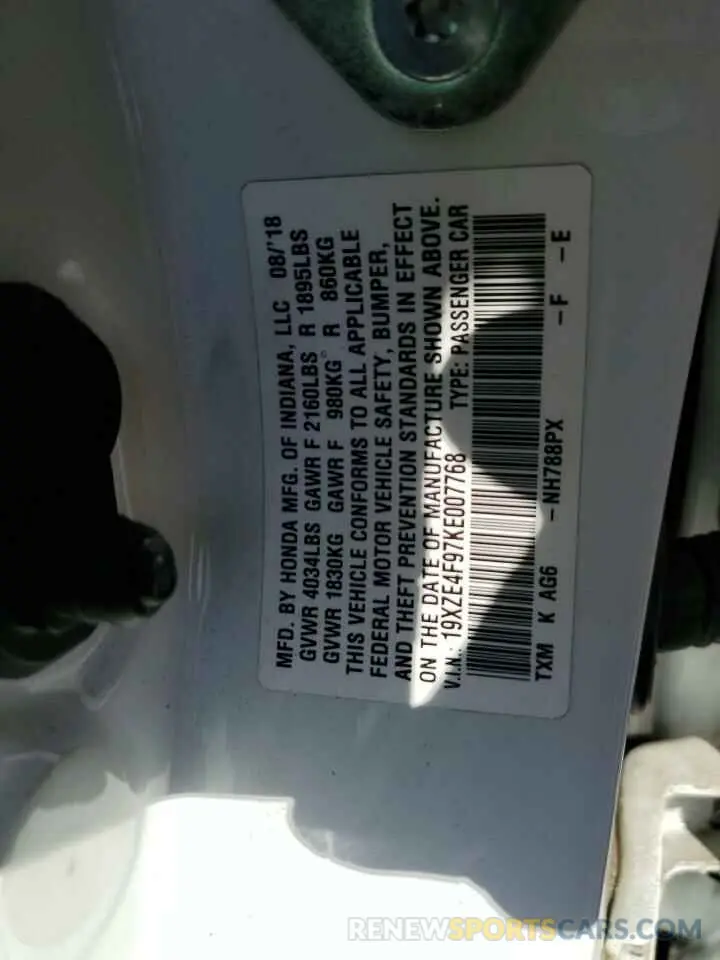 MFD. BY HONDA MFG. OF INDIANA, LLC 08/'18
GVWR 4034LBS GAWR F 2160LBS R 1895LBS
GVWR 1830KG GAWR F 980KG R 860KG
THIS VEHICLE CONFORMS TO ALL APPLICABLE
FEDERAL MOTOR VEHICLE SAFETY, BUMPER,
AND THEFT PREVENTION STANDARDS IN EFFECT
ON THE DATE OF MANUFACTURE SHOWN ABOVE.
V.I.N.: 19XZE4F97KE007768 TYPE: PASSENGER CAR
TXM K AG6 -NH788PX -F -E
RENEWSPORTSCARS.COM